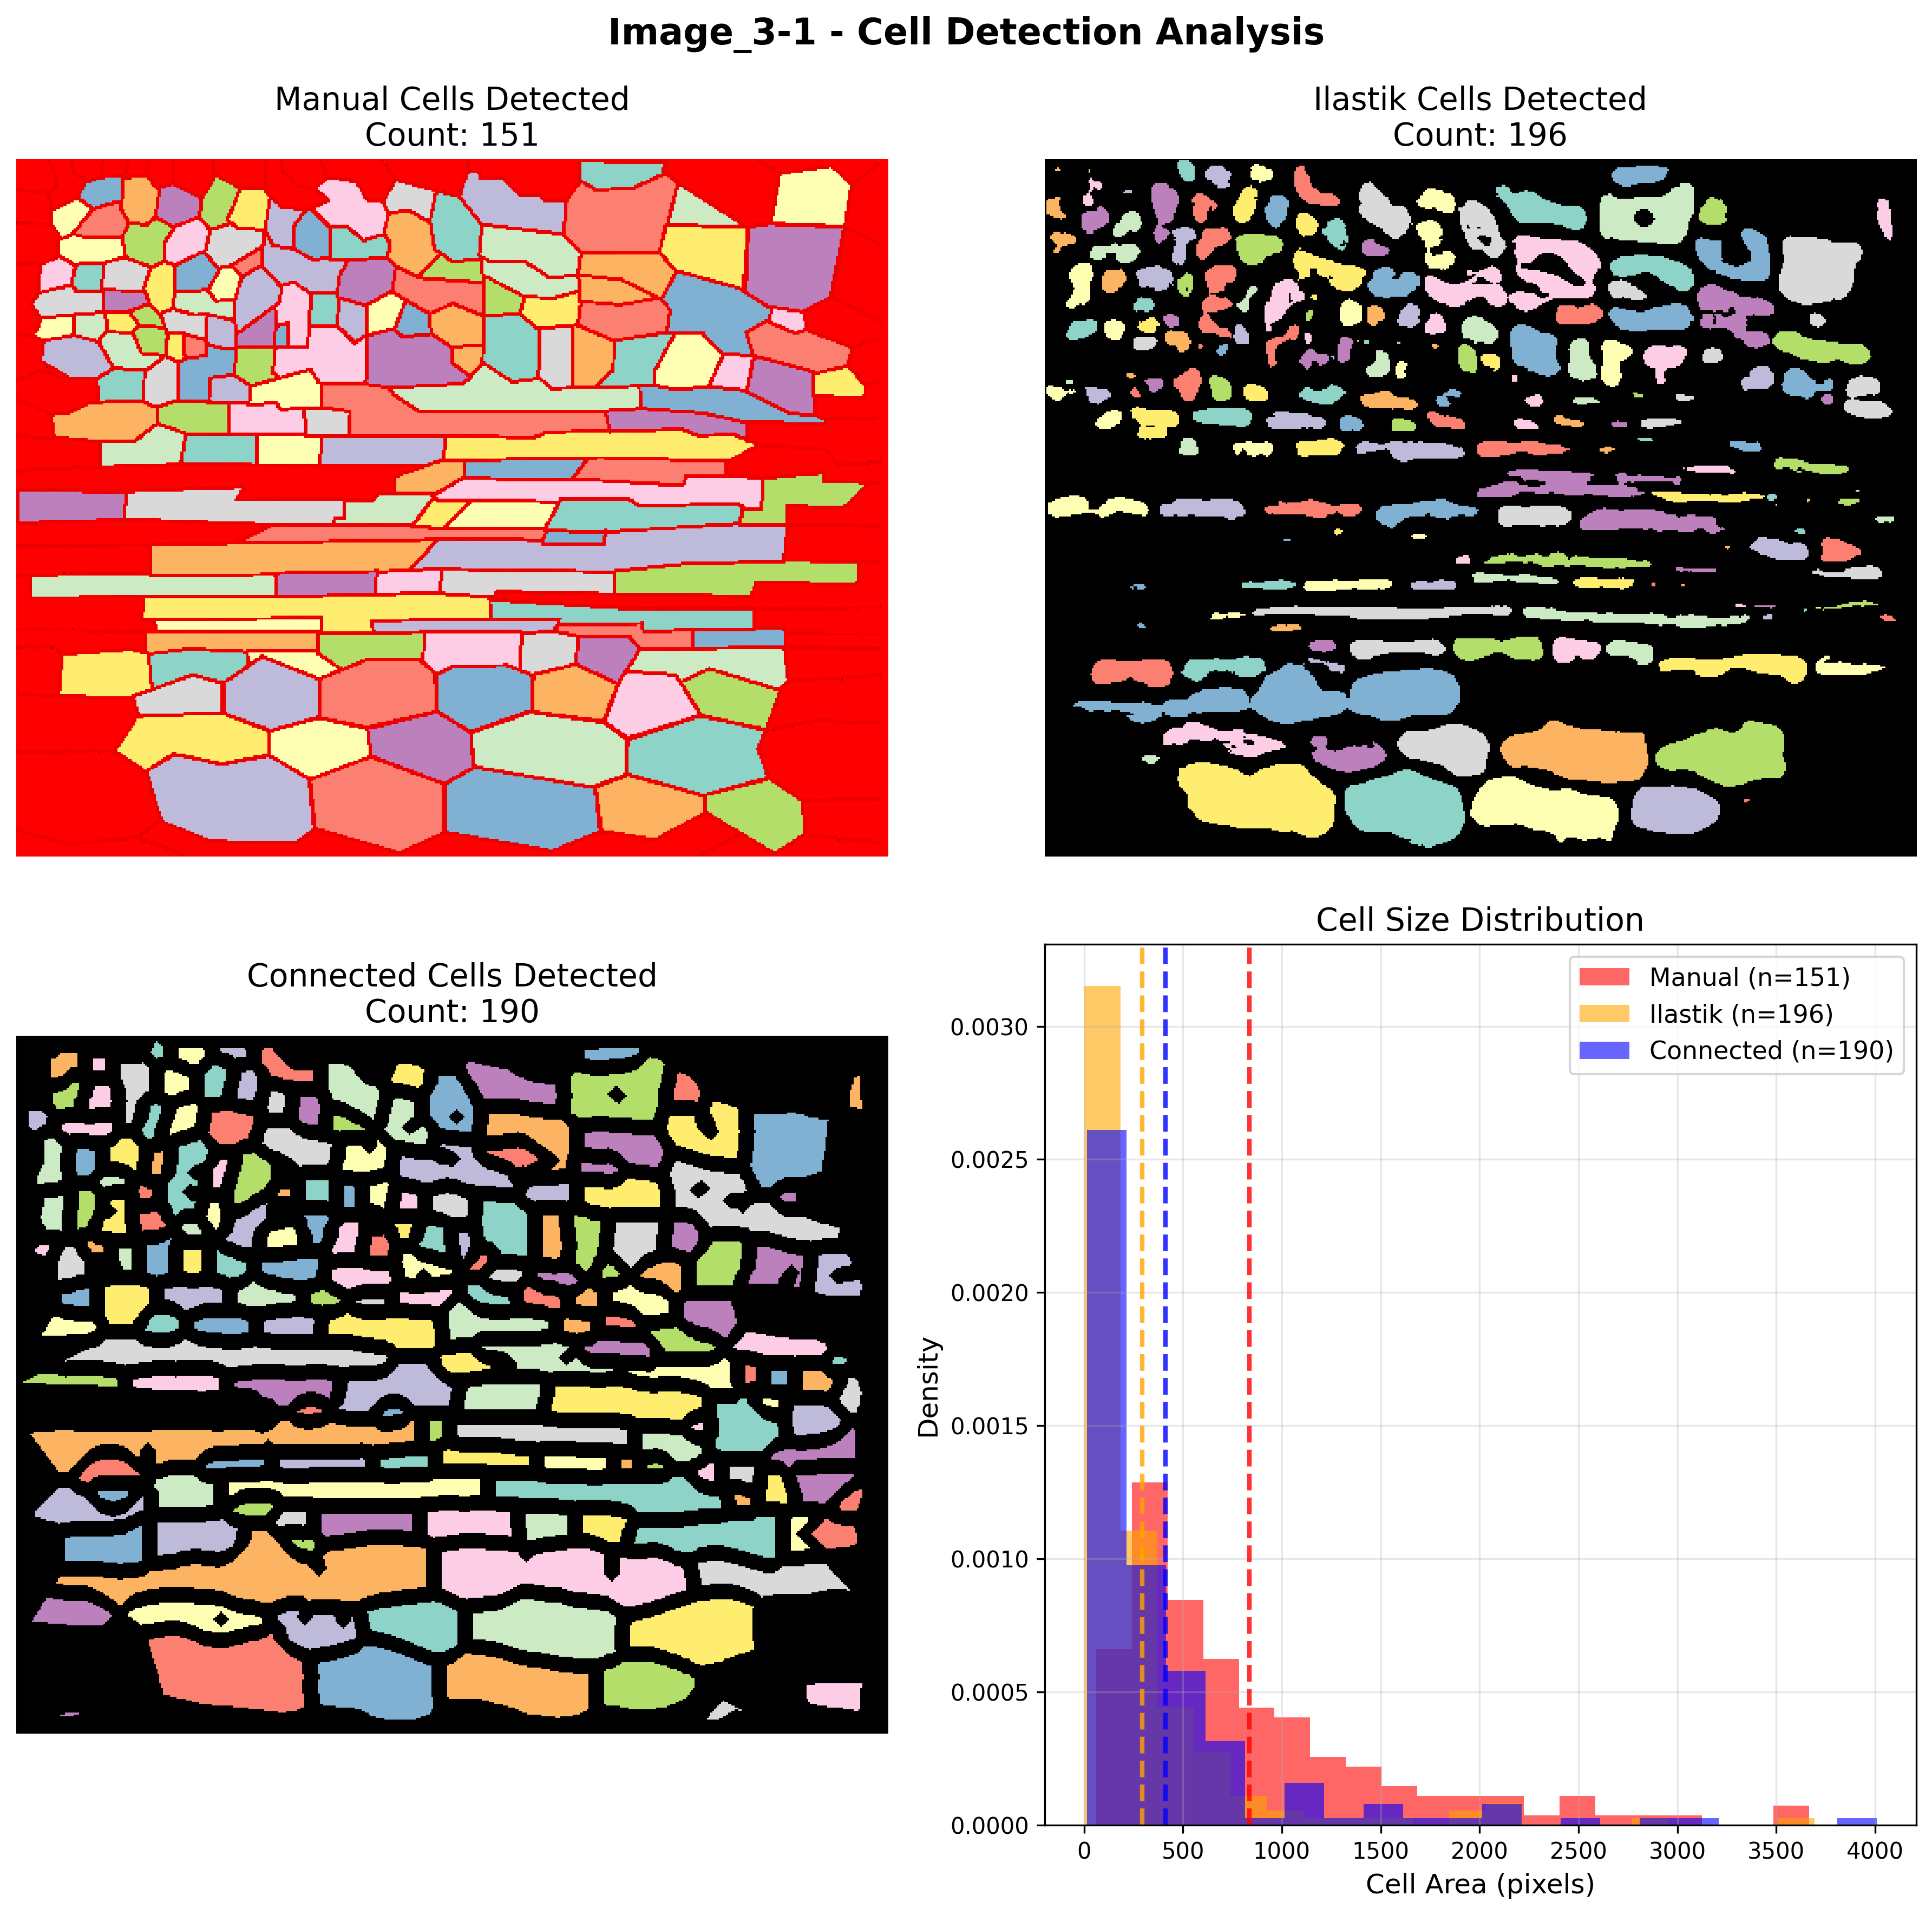 Image_3-1 - Cell Detection Analysis
Manual Cells Detected
Count: 151
Ilastik Cells Detected
Count: 196
Connected Cells Detected
Count: 190
Cell Size Distribution
Manual (n=151)
Ilastik (n=196)
Connected (n=190)
0.0030
0.0025
0.0020
0.0015
0.0010
0.0005
0.0000
Density
0 500 1000 1500 2000 2500 3000 3500 4000
Cell Area (pixels)